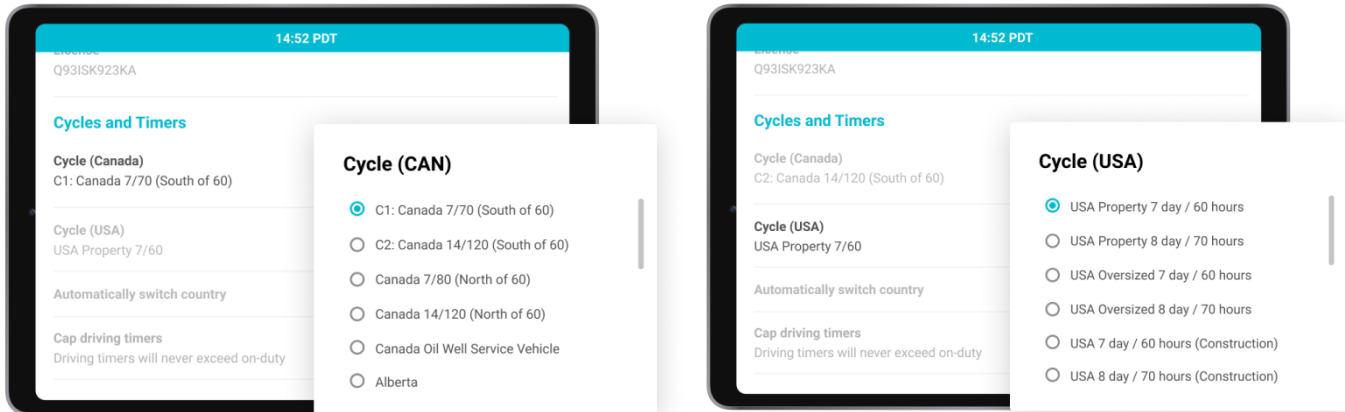 14:52 PDT
Q93ISK923KA
Cycles and Timers
Cycle (Canada)
C1: Canada 7/70 (South of 60)
Cycle (USA)
USA Property 7/60
Automatically switch country
Cap driving timers
Driving timers will never exceed on-duty
Cycle (CAN)
C1: Canada 7/70 (South of 60)
C2: Canada 14/120 (South of 60)
Canada 7/80 (North of 60)
Canada 14/120 (North of 60)
Canada Oil Well Service Vehicle
Alberta
14:52 PDT
Q93ISK923KA
Cycles and Timers
Cycle (Canada)
C2: Canada 14/120 (South of 60)
Cycle (USA)
USA Property 7/60
Automatically switch country
Cap driving timers
Driving timers will never exceed on-duty
Cycle (USA)
USA Property 7 day / 60 hours
USA Property 8 day / 70 hours
USA Oversized 7 day / 60 hours
USA Oversized 8 day / 70 hours
USA 7 day / 60 hours (Construction)
USA 8 day / 70 hours (Construction)